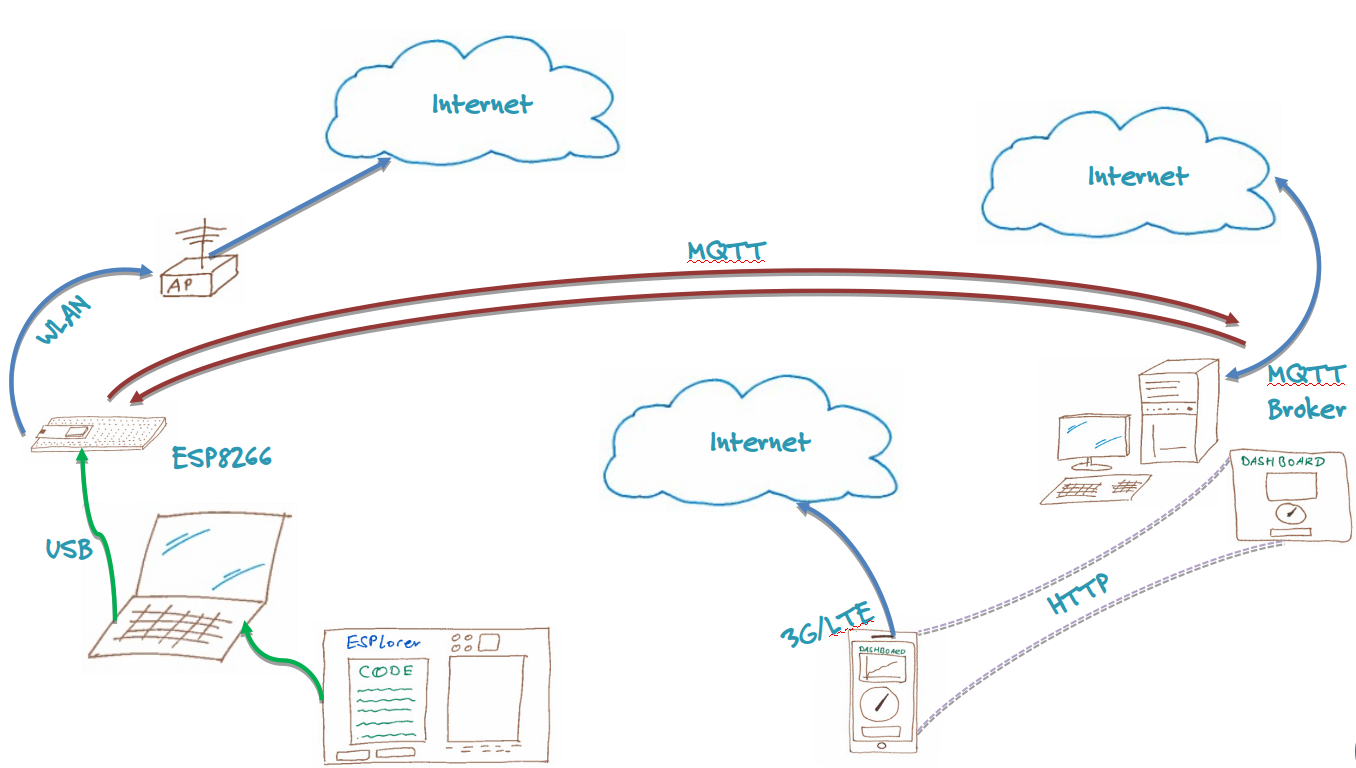 Internet
Internet
AP
MQTT
WLAN
MQTT
Broker
Internet
ESP8266
DASHBOARD
USB
HTTP
3G/LTE
ESPlorer
CODE
DASHBOARD